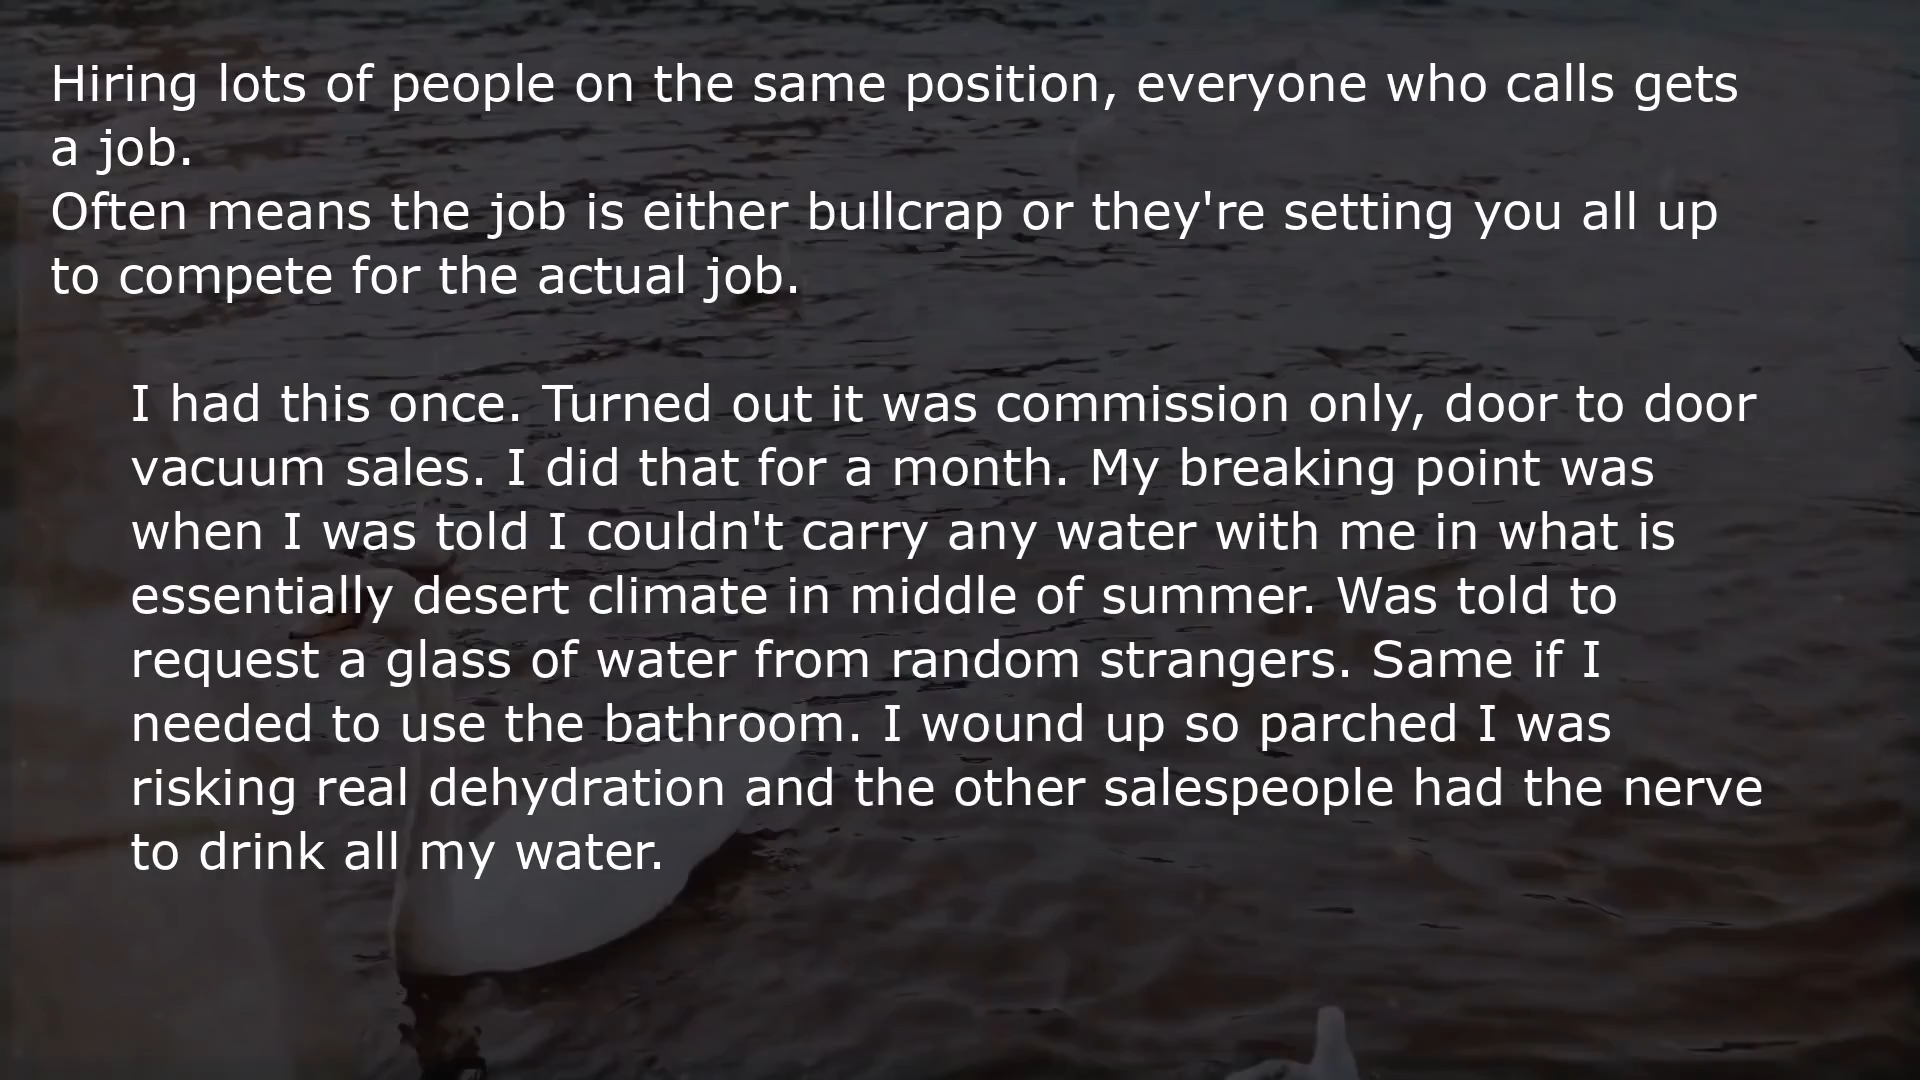 Hiring lots of people on the same position, everyone who calls gets
a job.
Often means the job is either bullcrap or they're setting you all up
to compete for the actual job.
I had this once. Turned out it was commission only, door to door
vacuum sales. I did that for a month. My breaking point was
when I was told I couldn't carry any water with me in what is
essentially desert climate in middle of summer. Was told to
request a glass of water from random strangers. Same if I
needed to use the bathroom. I wound up so parched I was
risking real dehydration and the other salespeople had the nerve
to drink all my water.